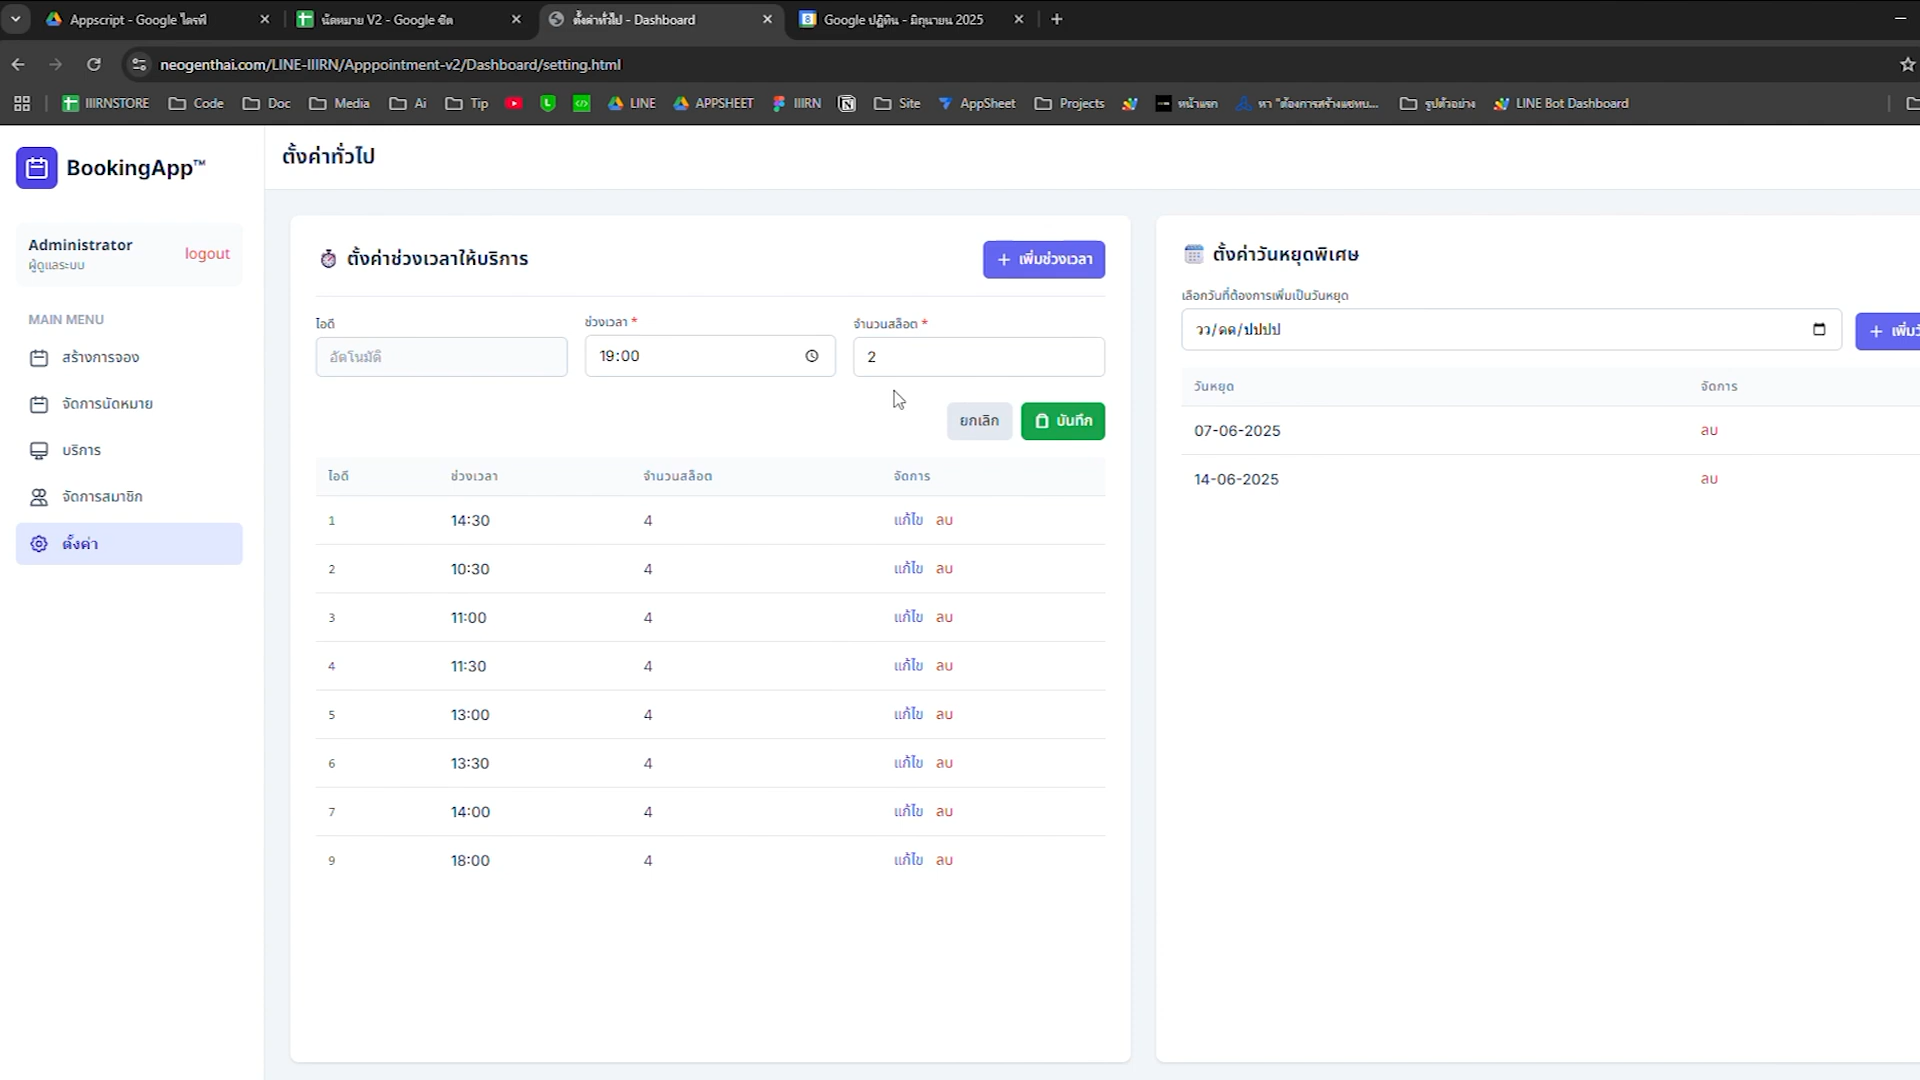 Appscript - Google ไดรฟ์
นัดหมาย V2 - Google ชีต
ตั้งค่าทั่วไป - Dashboard
Google ปฏิทิน - มิถุนายน 2025
neogenthai.com/LINE-IIIRN/Apppointment-v2/Dashboard/setting.html
IIIRNSTORE
Code
Doc
Media
Ai
Tip
LINE
APPSHEET
IIIRN
Site
AppSheet
Projects
หน้าแรก
หา "ต้องการสร้างแชทบ...
รูปตัวอย่าง
LINE Bot Dashboard
BookingApp™
ตั้งค่าทั่วไป
Administrator
ผู้ดูแลระบบ
logout
MAIN MENU
สร้างการจอง
จัดการนัดหมาย
บริการ
จัดการสมาชิก
ตั้งค่า
ตั้งค่าช่วงเวลาให้บริการ
เพิ่มช่วงเวลา
ไอดี
ช่วงเวลา *
จำนวนสล็อต *
อัตโนมัติ
19:00
2
ยกเลิก
บันทึก
ไอดี ช่วงเวลา จำนวนสล็อต จัดการ
1 14:30 4 แก้ไข ลบ
2 10:30 4 แก้ไข ลบ
3 11:00 4 แก้ไข ลบ
4 11:30 4 แก้ไข ลบ
5 13:00 4 แก้ไข ลบ
6 13:30 4 แก้ไข ลบ
7 14:00 4 แก้ไข ลบ
9 18:00 4 แก้ไข ลบ
ตั้งค่าวันหยุดพิเศษ
เลือกวันที่ต้องการเพิ่มเป็นวันหยุด
วว/ดด/ปปปป
วันหยุด จัดการ
07-06-2025 ลบ
14-06-2025 ลบ